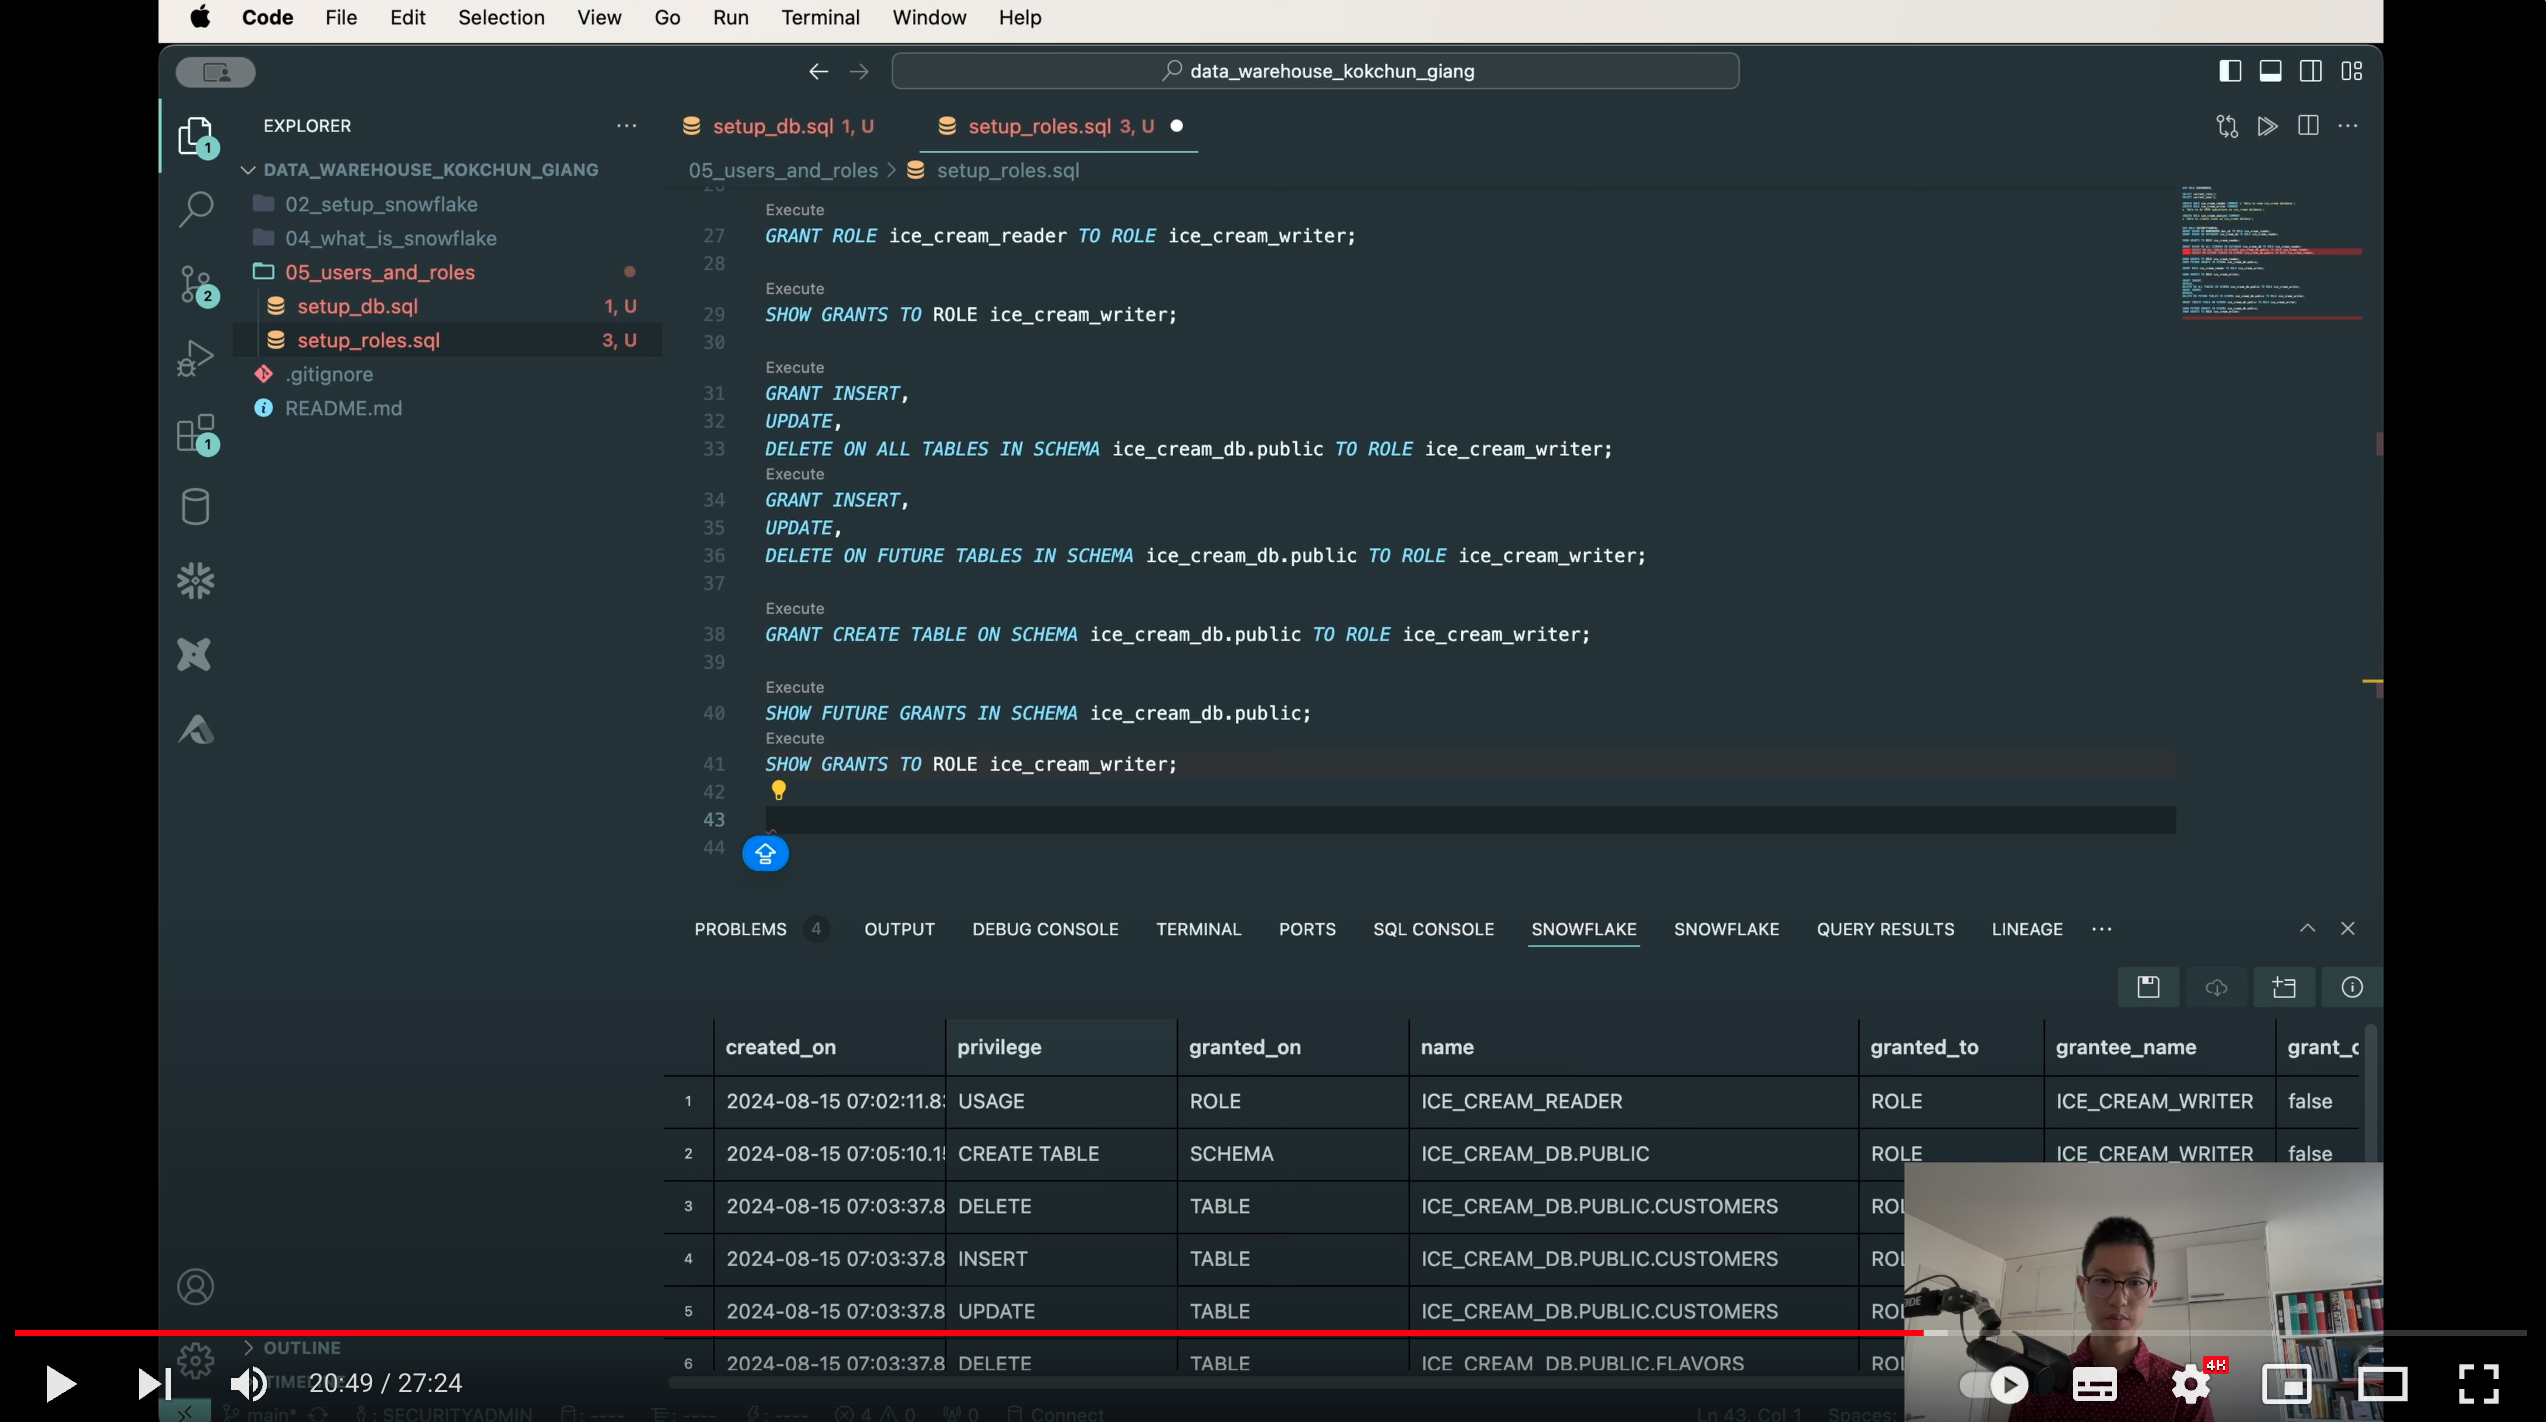 Code File Edit Selection View Go Run Terminal Window Help
data_warehouse_kokchun_giang
EXPLORER
DATA_WAREHOUSE_KOKCHUN_GIANG
02_setup_snowflake
04_what_is_snowflake
05_users_and_roles
setup_db.sql 1, U
setup_roles.sql 3, U
.gitignore
README.md
1
2
1
OUTLINE
setup_db.sql 1, U
setup_roles.sql 3, U
05_users_and_roles > setup_roles.sql
Execute
27 GRANT ROLE ice_cream_reader TO ROLE ice_cream_writer;
28
Execute
29 SHOW GRANTS TO ROLE ice_cream_writer;
30
Execute
31 GRANT INSERT,
32 UPDATE,
33 DELETE ON ALL TABLES IN SCHEMA ice_cream_db.public TO ROLE ice_cream_writer;
Execute
34 GRANT INSERT,
35 UPDATE,
36 DELETE ON FUTURE TABLES IN SCHEMA ice_cream_db.public TO ROLE ice_cream_writer;
37
Execute
38 GRANT CREATE TABLE ON SCHEMA ice_cream_db.public TO ROLE ice_cream_writer;
39
Execute
40 SHOW FUTURE GRANTS IN SCHEMA ice_cream_db.public;
Execute
41 SHOW GRANTS TO ROLE ice_cream_writer;
42
43
44
PROBLEMS 4 OUTPUT DEBUG CONSOLE TERMINAL PORTS SQL CONSOLE SNOWFLAKE SNOWFLAKE QUERY RESULTS LINEAGE
created_on privilege granted_on name granted_to grantee_name grant_o
1 2024-08-15 07:02:11.8 USAGE ROLE ICE_CREAM_READER ROLE ICE_CREAM_WRITER false
2 2024-08-15 07:05:10.1 CREATE TABLE SCHEMA ICE_CREAM_DB.PUBLIC ROLE ICE_CREAM_WRITER false
3 2024-08-15 07:03:37.8 DELETE TABLE ICE_CREAM_DB.PUBLIC.CUSTOMERS ROL
4 2024-08-15 07:03:37.8 INSERT TABLE ICE_CREAM_DB.PUBLIC.CUSTOMERS ROL
5 2024-08-15 07:03:37.8 UPDATE TABLE ICE_CREAM_DB.PUBLIC.CUSTOMERS ROL
6 2024-08-15 07:03:37.8 DELETE TABLE ICE_CREAM_DB.PUBLIC.FLAVORS ROL
20:49 / 27:24
4K
main* SECURITYADMIN 4 0 0 Connect Ln 43, Col 1 Spaces: